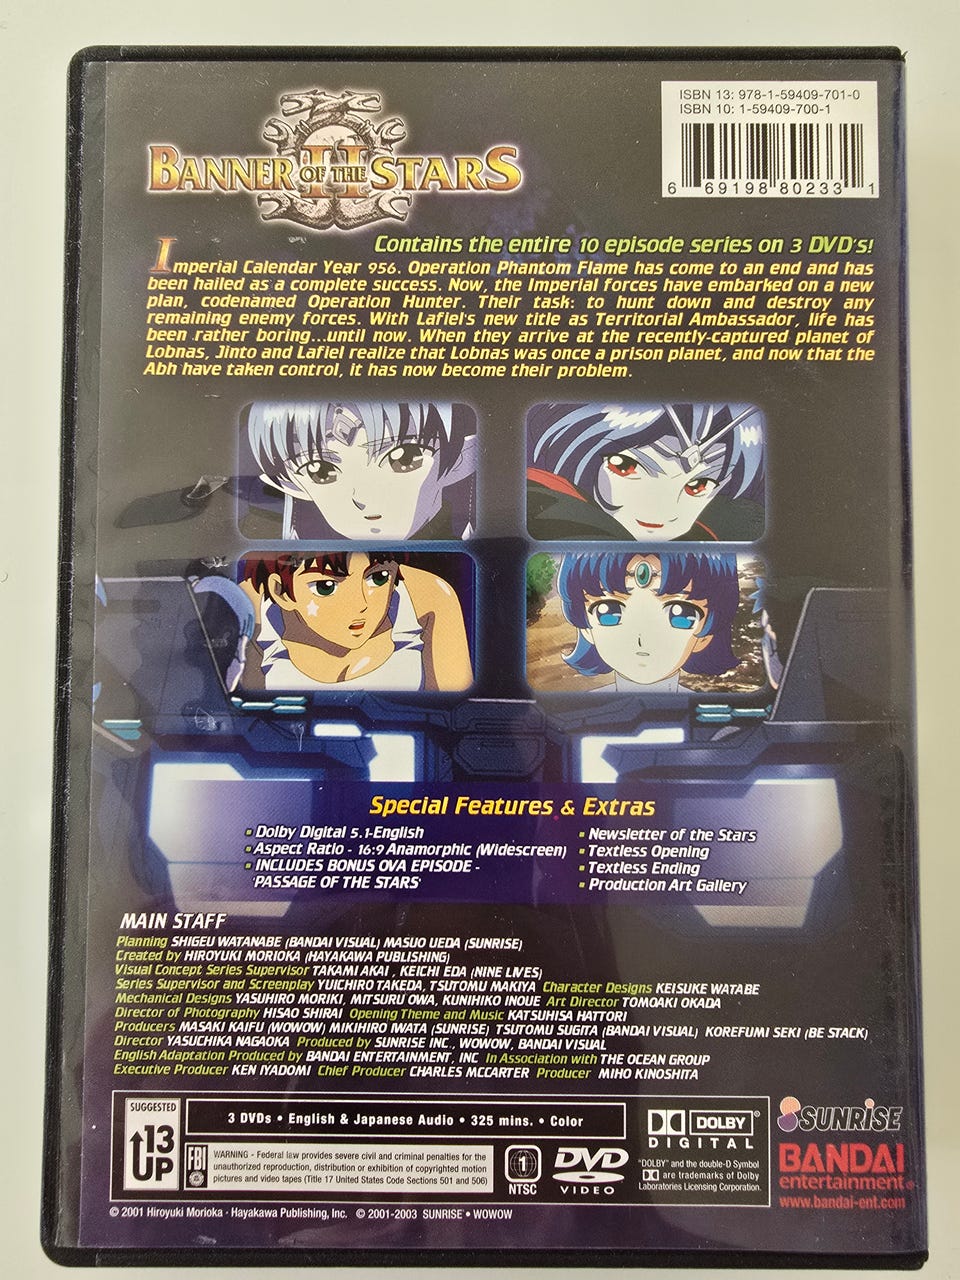 ISBN 13: 978-1-59409-701-0
ISBN 10: 1-59409-700-1
6 69198 80233 1
BANNER OF THE STARS
II
Contains the entire 10 episode series on 3 DVD's!
Imperial Calendar Year 956. Operation Phantom Flame has come to an end and has
been hailed as a complete success. Now, the Imperial forces have embarked on a new
plan, codenamed Operation Hunter. Their task: to hunt down and destroy any
remaining enemy forces. With Lafiel's new title as Territorial Ambassador, life has
been rather boring...until now. When they arrive at the recently-captured planet of
Lobnas, Jinto and Lafiel realize that Lobnas was once a prison planet, and now that the
Abh have taken control, it has now become their problem.
Special Features & Extras
▪ Dolby Digital 5.1-English
▪ Aspect Ratio - 16:9 Anamorphic (Widescreen)
▪ INCLUDES BONUS OVA EPISODE -
'PASSAGE OF THE STARS'
▪ Newsletter of the Stars
▪ Textless Opening
▪ Textless Ending
▪ Production Art Gallery
MAIN STAFF
Planning SHIGEU WATANABE (BANDAI VISUAL) MASUO UEDA (SUNRISE)
Created by HIROYUKI MORIOKA (HAYAKAWA PUBLISHING)
Visual Concept Series Supervisor TAKAMI AKAI , KEICHI EDA (NINE LIVES)
Series Supervisor and Screenplay YUICHIRO TAKEDA, TSUTOMU MAKIYA Character Designs KEISUKE WATABE
Mechanical Designs YASUHIRO MORIKI, MITSURU OWA, KUNIHIKO INOUE Art Director TOMOAKI OKADA
Director of Photography HISAO SHIRAI Opening Theme and Music KATSUHISA HATTORI
Producers MASAKI KAIFU (WOWOW) MIKIHIRO IWATA (SUNRISE) TSUTOMU SUGITA (BANDAI VISUAL) KOREFUMI SEKI (BE STACK)
Director YASUCHIKA NAGAOKA Produced by SUNRISE INC., WOWOW, BANDAI VISUAL
English Adaptation Produced by BANDAI ENTERTAINMENT, INC In Association with THE OCEAN GROUP
Executive Producer KEN IYADOMI Chief Producer CHARLES MCCARTER Producer MIHO KINOSHITA
SUGGESTED
13
UP
3 DVDs • English & Japanese Audio • 325 mins. • Color
FBI
WARNING - Federal law provides severe civil and criminal penalties for the
unauthorized reproduction, distribution or exhibition of copyrighted motion
pictures and video tapes (Title 17 United States Code Sections 501 and 506)
1
NTSC
DVD
VIDEO
DOLBY®
DIGITAL
"DOLBY" and the double-D Symbol
are trademarks of Dolby
Laboratories Licensing Corporation.
SUNRISE
BANDAI
entertainment®
www.bandai-ent.com
© 2001 Hiroyuki Morioka • Hayakawa Publishing, Inc. © 2001-2003 SUNRISE • WOWOW